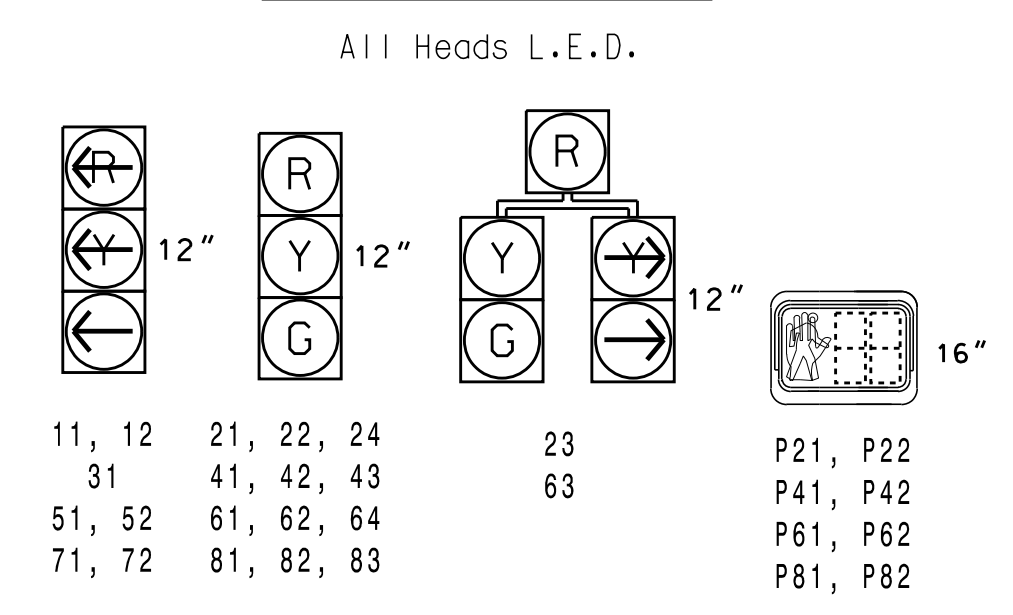 All Heads L.E.D.
R
Y
12"
R
Y
G
12"
R
Y
Y
G
12"
16"
11, 12
31
51, 52
71, 72
21, 22, 24
41, 42, 43
61, 62, 64
81, 82, 83
23
63
P21, P22
P41, P42
P61, P62
P81, P82